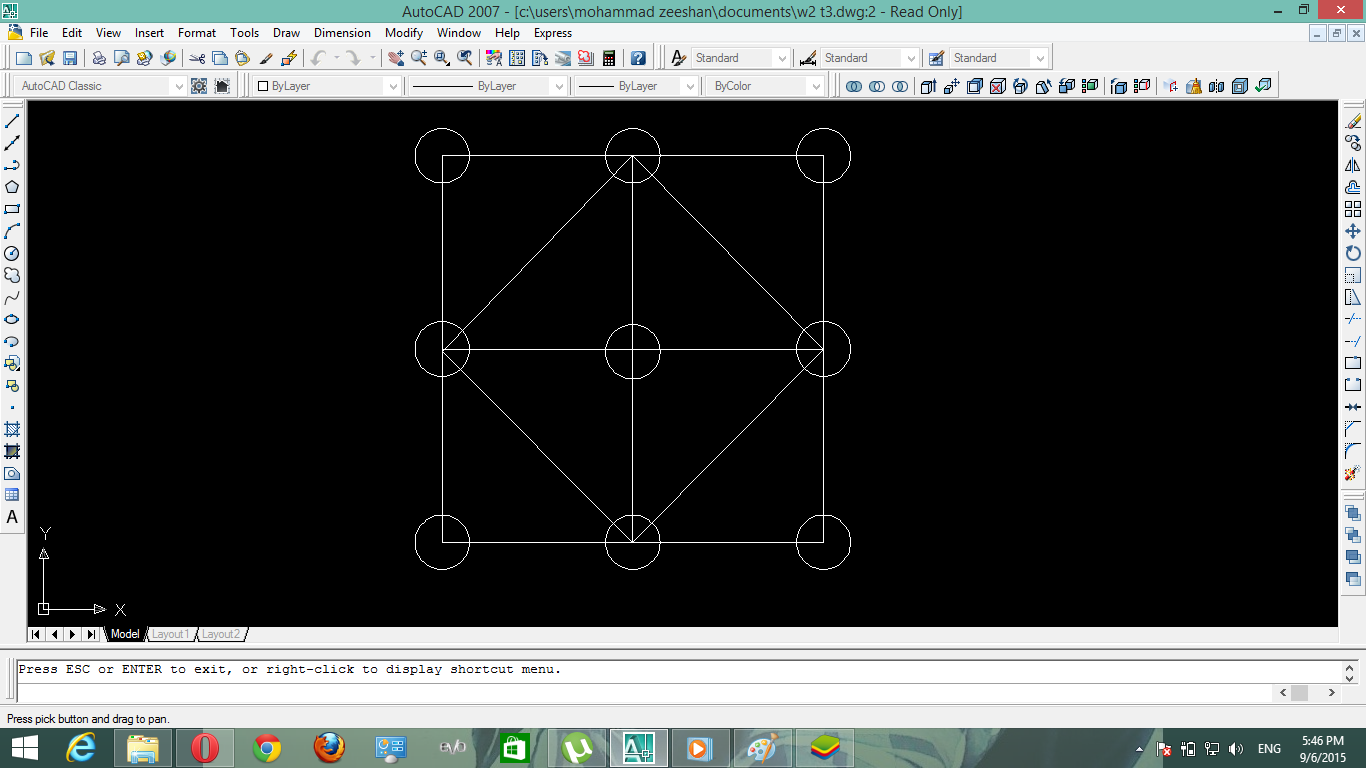 AutoCAD 2007 - [c:\users\mohammad zeeshan\documents\w2 t3.dwg:2 - Read Only]
File Edit View Insert Format Tools Draw Dimension Modify Window Help Express
Standard Standard Standard
AutoCAD Classic ByLayer ByLayer ByLayer ByColor
A
Y
X
Model Layout1 Layout2
Press ESC or ENTER to exit, or right-click to display shortcut menu.
Press pick button and drag to pan.
evo
ENG
5:46 PM
9/6/2015